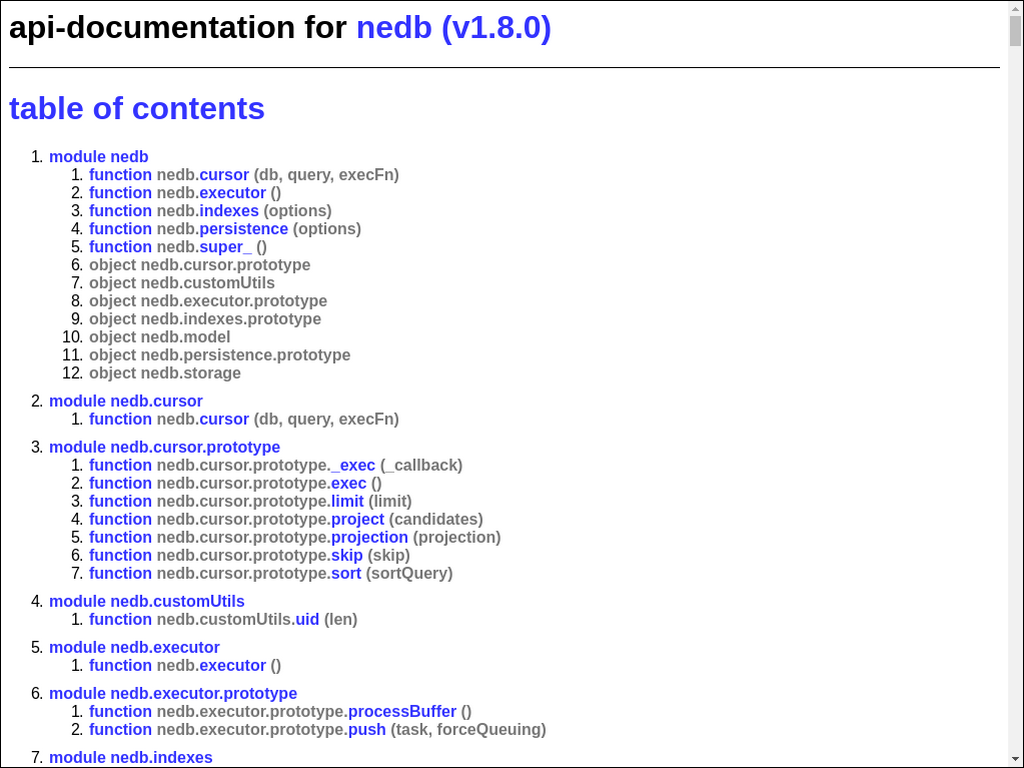 api-documentation for nedb (v1.8.0)
table of contents
1. module nedb
1. function nedb.cursor (db, query, execFn)
2. function nedb.executor ()
3. function nedb.indexes (options)
4. function nedb.persistence (options)
5. function nedb.super_ ()
6. object nedb.cursor.prototype
7. object nedb.customUtils
8. object nedb.executor.prototype
9. object nedb.indexes.prototype
10. object nedb.model
11. object nedb.persistence.prototype
12. object nedb.storage
2. module nedb.cursor
1. function nedb.cursor (db, query, execFn)
3. module nedb.cursor.prototype
1. function nedb.cursor.prototype._exec (_callback)
2. function nedb.cursor.prototype.exec ()
3. function nedb.cursor.prototype.limit (limit)
4. function nedb.cursor.prototype.project (candidates)
5. function nedb.cursor.prototype.projection (projection)
6. function nedb.cursor.prototype.skip (skip)
7. function nedb.cursor.prototype.sort (sortQuery)
4. module nedb.customUtils
1. function nedb.customUtils.uid (len)
5. module nedb.executor
1. function nedb.executor ()
6. module nedb.executor.prototype
1. function nedb.executor.prototype.processBuffer ()
2. function nedb.executor.prototype.push (task, forceQueuing)
7. module nedb.indexes